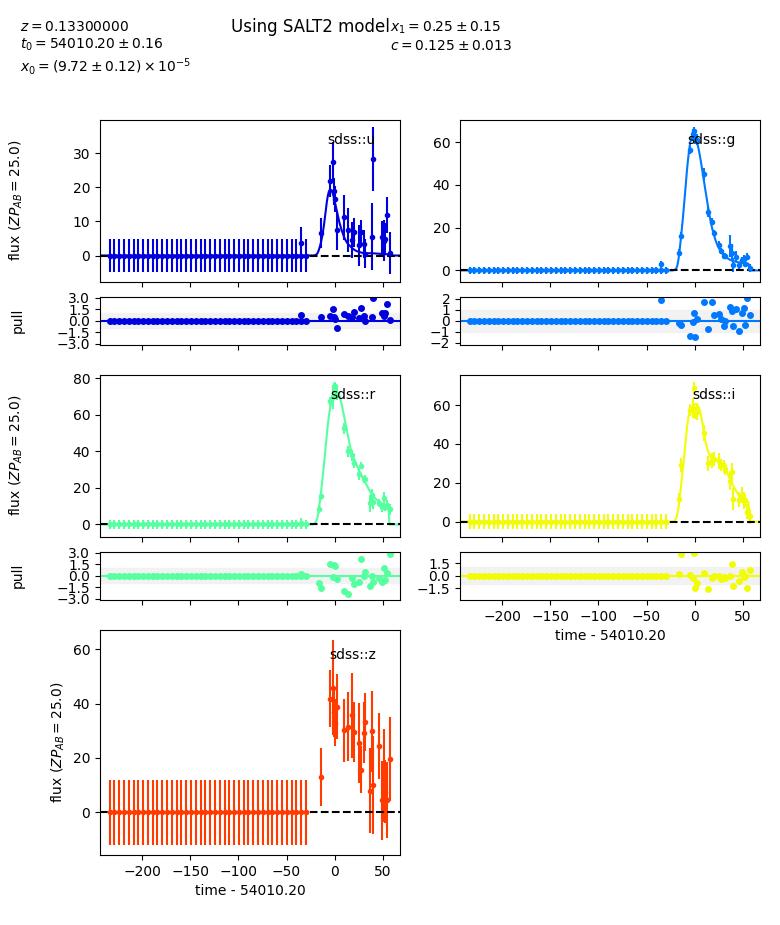 Using SALT2 model
z = 0.13300000
t₀ = 54010.20 ± 0.16
x₀ = (9.72 ± 0.12) × 10⁻⁵
x₁ = 0.25 ± 0.15
c = 0.125 ± 0.013
sdss::u
flux (ZP_AB = 25.0)
30
20
10
0
sdss::g
60
40
20
0
pull
3.0
1.5
0.0
−1.5
−3.0
2
1
0
−1
−2
sdss::r
flux (ZP_AB = 25.0)
80
60
40
20
0
sdss::i
60
40
20
0
pull
3.0
1.5
0.0
−1.5
−3.0
1.5
0.0
−1.5
−200 −150 −100 −50 0 50
time - 54010.20
sdss::z
flux (ZP_AB = 25.0)
60
40
20
0
−200 −150 −100 −50 0 50
time - 54010.20